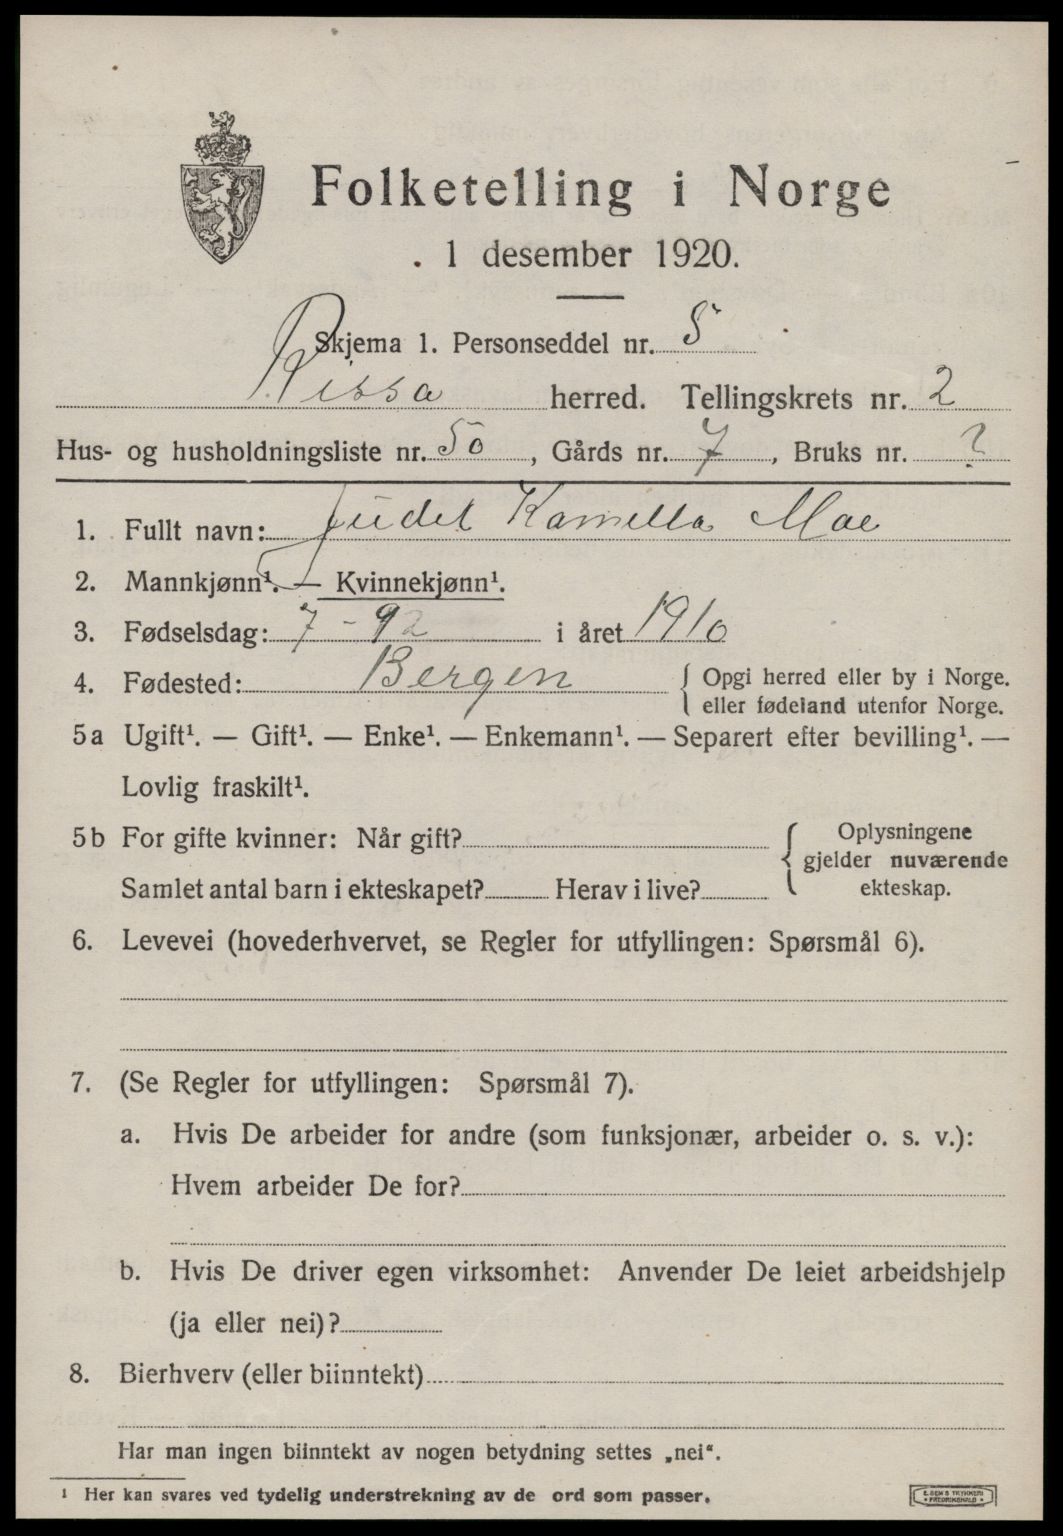 Folketelling i Norge
1 desember 1920.
Skjema 1. Personseddel nr. 5
Rissa herred. Tellingskrets nr. 2
Hus- og husholdningsliste nr. 50, Gårds nr. 7, Bruks nr. ?
1. Fullt navn: Judet Kamella Moe
2. Mannkjønn¹. — Kvinnekjønn¹.
3. Fødselsdag: 7 - 92 i året 1910
4. Fødested: Bergen { Opgi herred eller by i Norge.
eller fødeland utenfor Norge.
5a Ugift¹. — Gift¹. — Enke¹. — Enkemann¹. — Separert efter bevilling¹. —
Lovlig fraskilt¹.
5b For gifte kvinner: Når gift? Oplysningene
gjelder nuværende
Samlet antal barn i ekteskapet? Herav i live? ekteskap.
6. Levevei (hovederhvervet, se Regler for utfyllingen: Spørsmål 6).
7. (Se Regler for utfyllingen: Spørsmål 7).
a. Hvis De arbeider for andre (som funksjonær, arbeider o. s. v.):
Hvem arbeider De for?
b. Hvis De driver egen virksomhet: Anvender De leiet arbeidshjelp
(ja eller nei)?
8. Bierhverv (eller biinntekt)
Har man ingen biinntekt av nogen betydning settes „nei“.
¹ Her kan svares ved tydelig understrekning av de ord som passer.
E. SEM'S TRYKKERI
FREDRIKSHALD